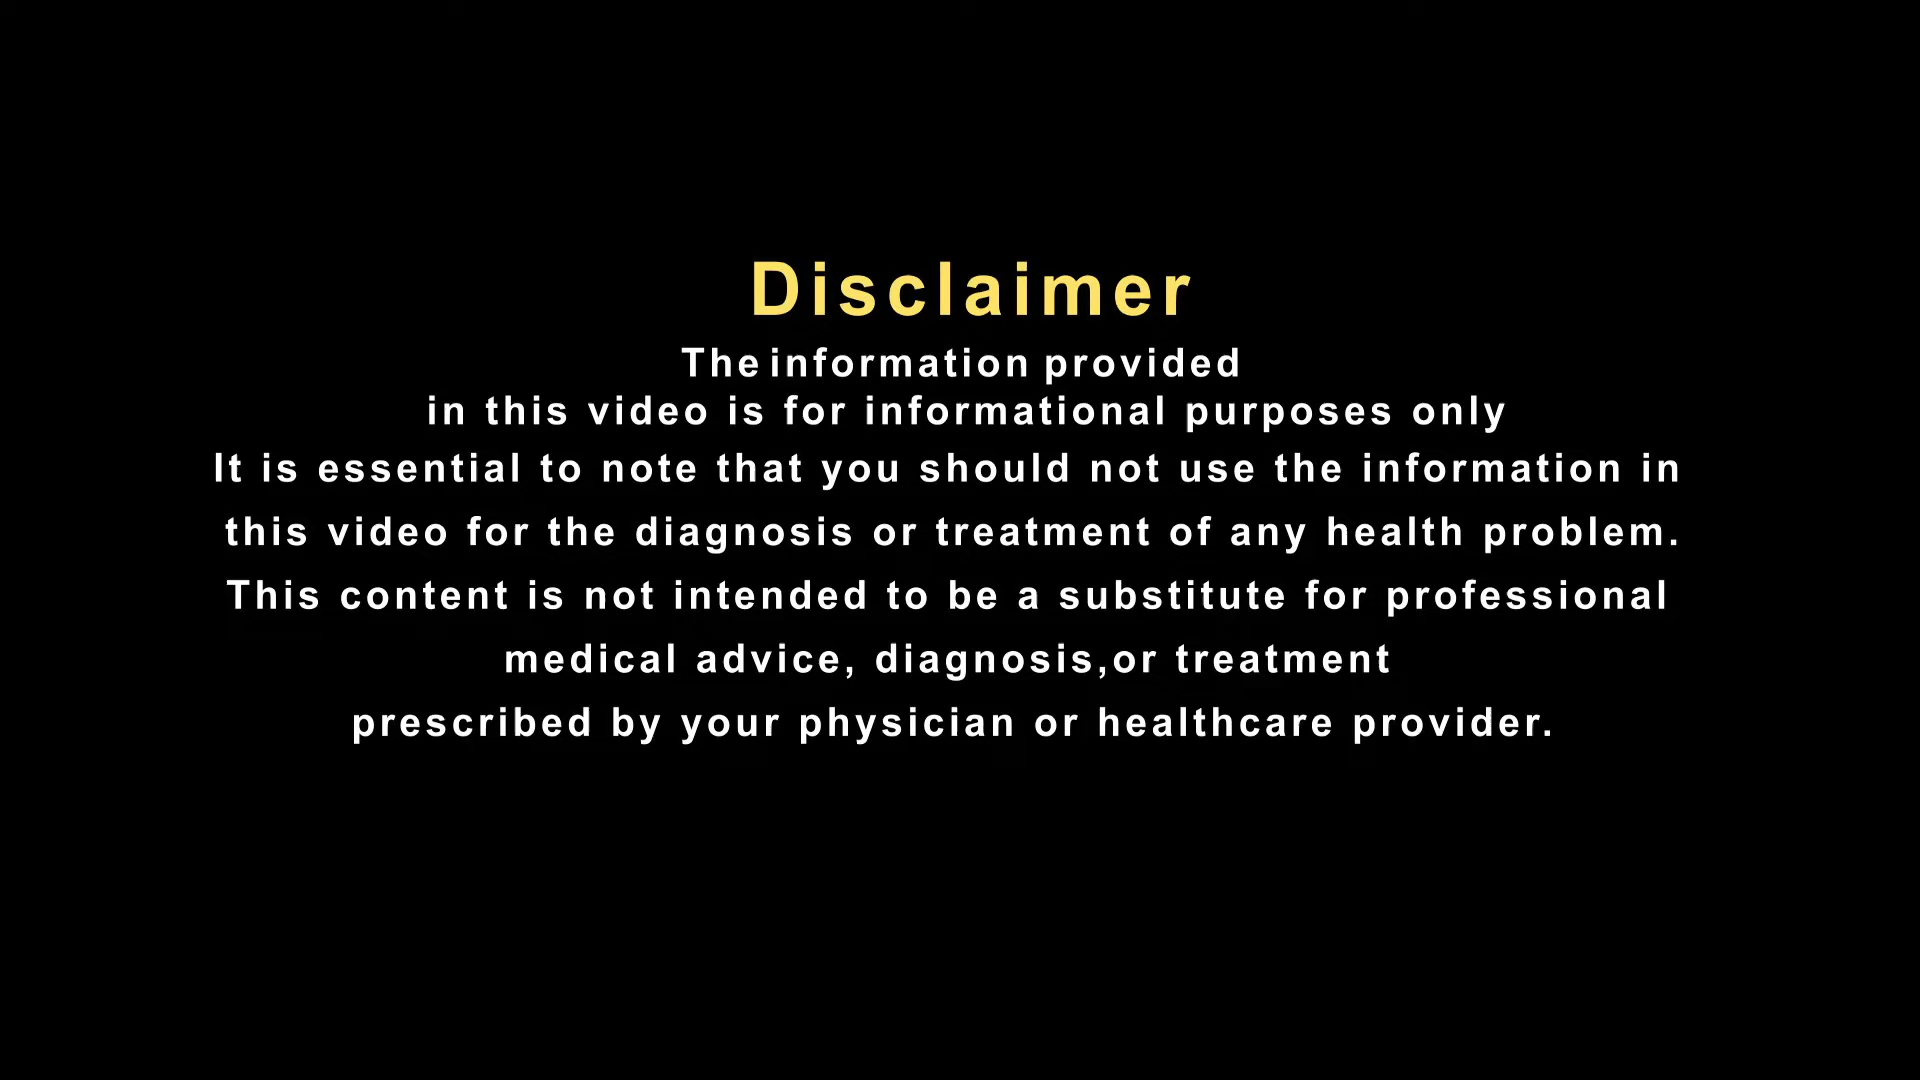 Disclaimer
The information provided
in this video is for informational purposes only
It is essential to note that you should not use the information in
this video for the diagnosis or treatment of any health problem.
This content is not intended to be a substitute for professional
medical advice, diagnosis,or treatment
prescribed by your physician or healthcare provider.